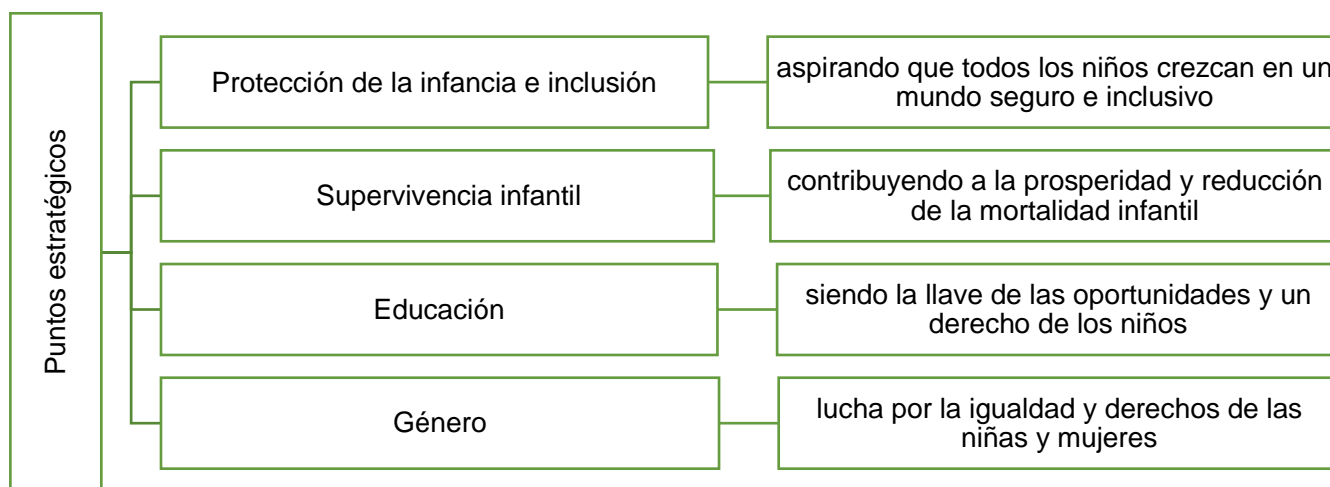 Puntos estratégicos
Protección de la infancia e inclusión
aspirando que todos los niños crezcan en un
mundo seguro e inclusivo
Supervivencia infantil
contribuyendo a la prosperidad y reducción
de la mortalidad infantil
Educación
siendo la llave de las oportunidades y un
derecho de los niños
Género
lucha por la igualdad y derechos de las
niñas y mujeres